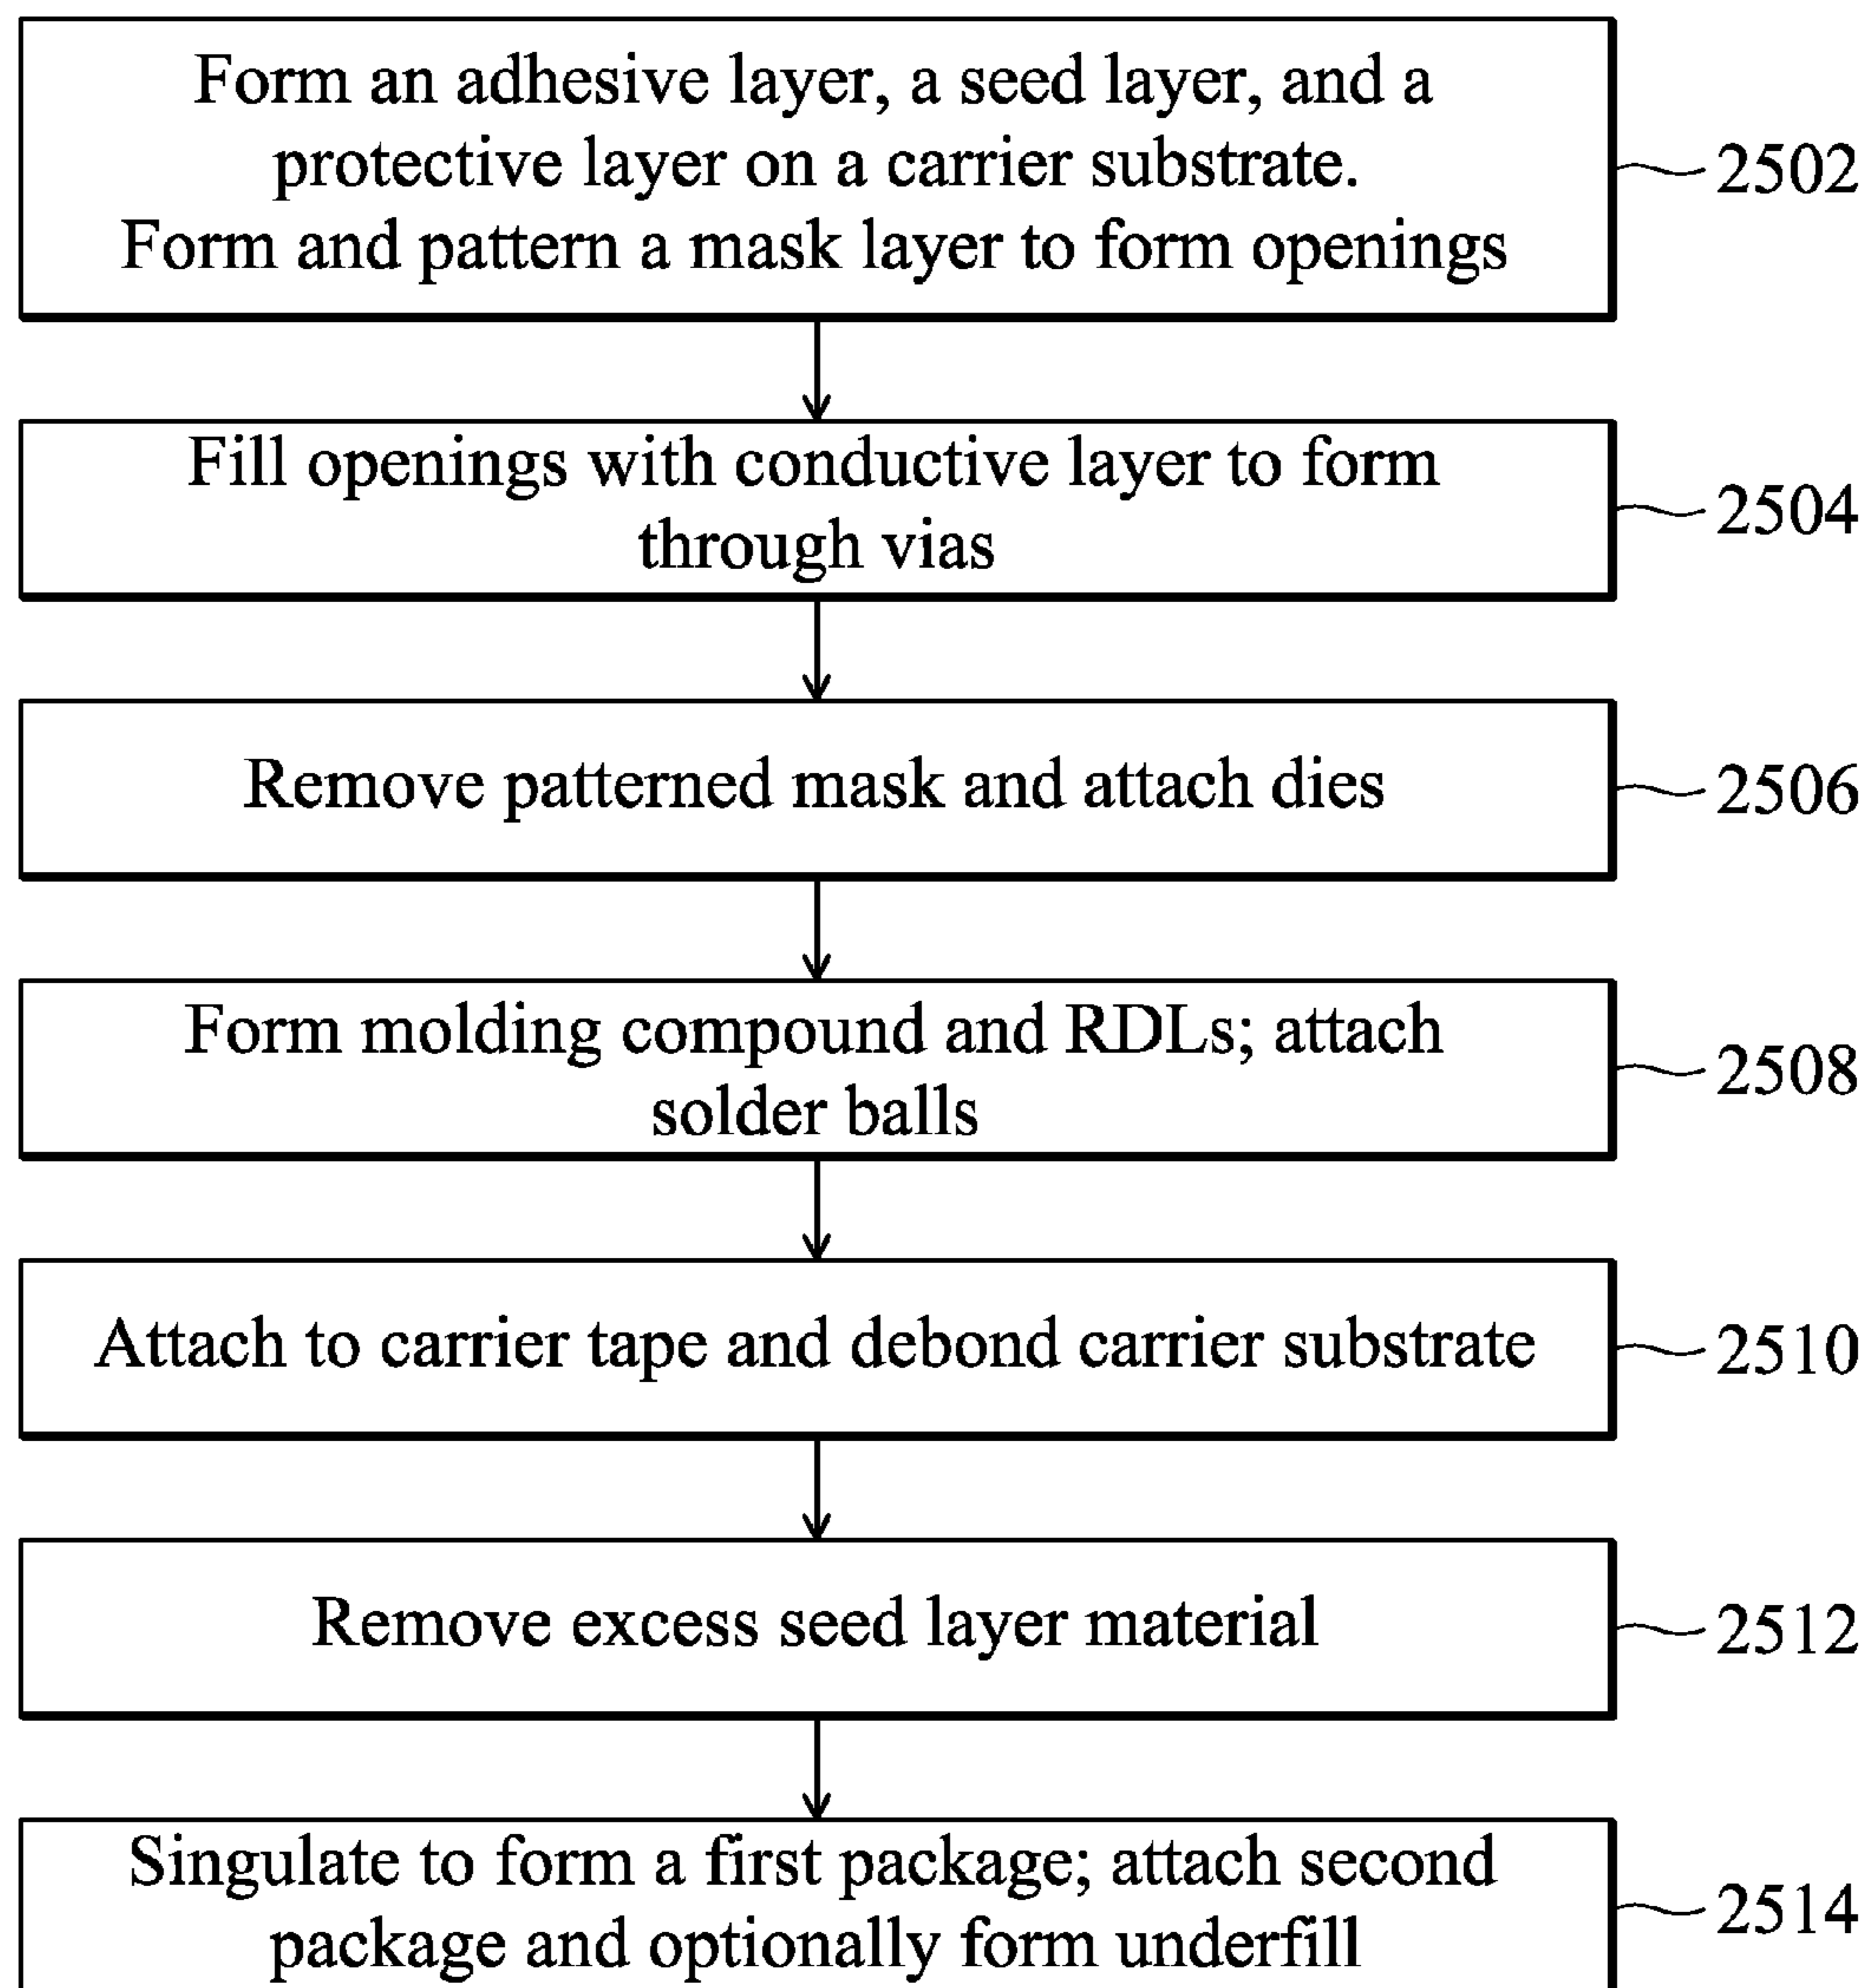 Form an adhesive layer, a seed layer, and a
protective layer on a carrier substrate.
Form and pattern a mask layer to form openings
2502
Fill openings with conductive layer to form
through vias
2504
Remove patterned mask and attach dies
2506
Form molding compound and RDLs; attach
solder balls
2508
Attach to carrier tape and debond carrier substrate
2510
Remove excess seed layer material
2512
Singulate to form a first package; attach second
package and optionally form underfill
2514